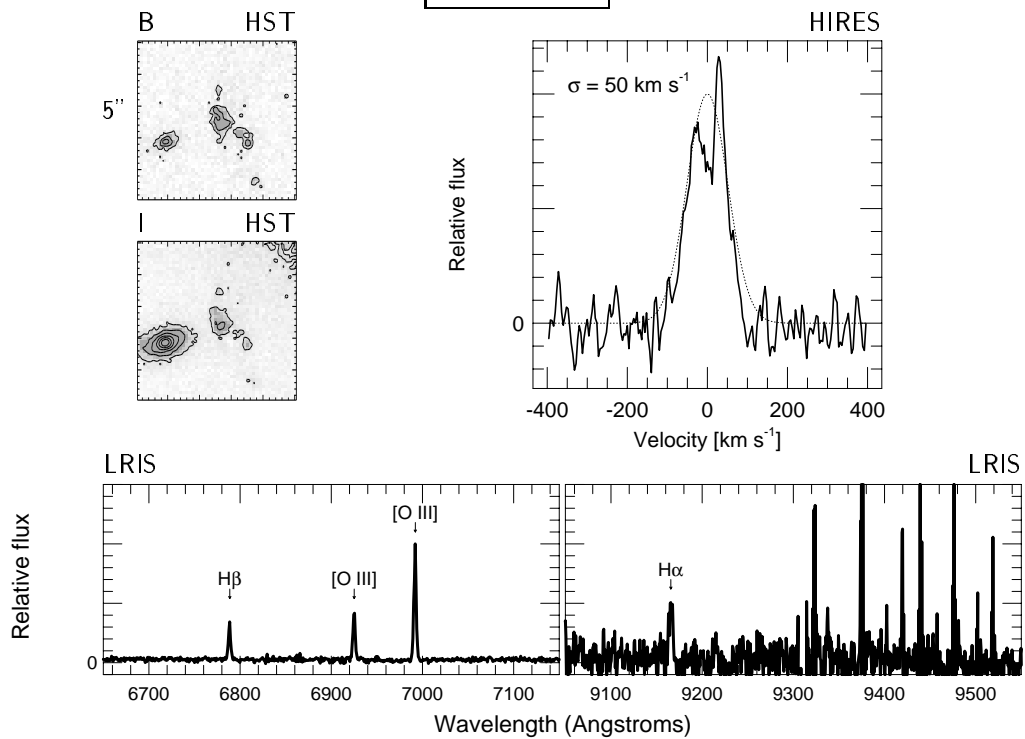 B HST
5''
I HST
HIRES
σ = 50 km s⁻¹
Relative flux
0
-400 -200 0 200 400
Velocity [km s⁻¹]
LRIS LRIS
Relative flux
Hβ [O III] [O III] Hα
0
6700 6800 6900 7000 7100 9100 9200 9300 9400 9500
Wavelength (Angstroms)